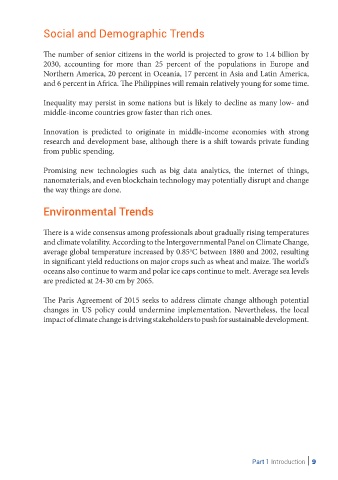 Social and Demographic Trends
The number of senior citizens in the world is projected to grow to 1.4 billion by
2030, accounting for more than 25 percent of the populations in Europe and
Northern America, 20 percent in Oceania, 17 percent in Asia and Latin America,
and 6 percent in Africa. The Philippines will remain relatively young for some time.
Inequality may persist in some nations but is likely to decline as many low- and
middle-income countries grow faster than rich ones.
Innovation is predicted to originate in middle-income economies with strong
research and development base, although there is a shift towards private funding
from public spending.
Promising new technologies such as big data analytics, the internet of things,
nanomaterials, and even blockchain technology may potentially disrupt and change
the way things are done.
Environmental Trends
There is a wide consensus among professionals about gradually rising temperatures
and climate volatility. According to the Intergovernmental Panel on Climate Change,
average global temperature increased by 0.85°C between 1880 and 2002, resulting
in significant yield reductions on major crops such as wheat and maize. The world's
oceans also continue to warm and polar ice caps continue to melt. Average sea levels
are predicted at 24-30 cm by 2065.
The Paris Agreement of 2015 seeks to address climate change although potential
changes in US policy could undermine implementation. Nevertheless, the local
impact of climate change is driving stakeholders to push for sustainable development.
Part 1 Introduction | 9